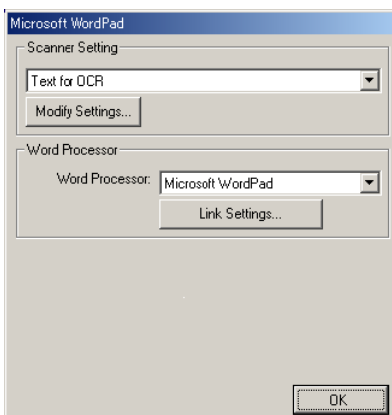 Microsoft WordPad
Scanner Setting
Text for OCR
Modify Settings...
Word Processor
Word Processor: Microsoft WordPad
Link Settings...
OK